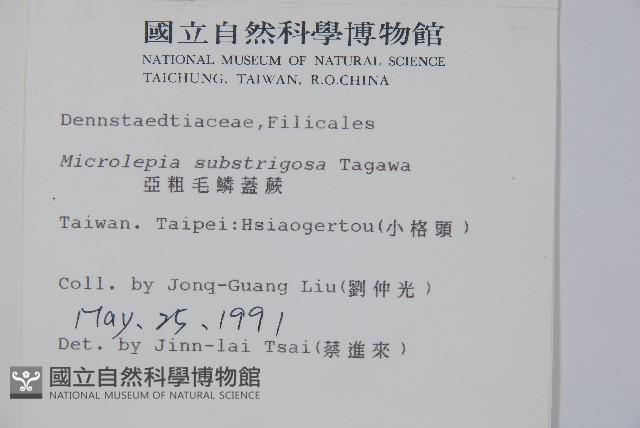 國立自然科學博物館
NATIONAL MUSEUM OF NATURAL SCIENCE
TAICHUNG, TAIWAN, R.O.CHINA
Dennstaedtiaceae,Filicales
Microlepia substrigosa Tagawa
亞粗毛鱗蓋蕨
Taiwan. Taipei:Hsiaogertou(小格頭)
Coll. by Jong-Guang Liu(劉仲光)
May. 25. 1991
Det. by Jinn-lai Tsai(蔡進來)
國立自然科學博物館
NATIONAL MUSEUM OF NATURAL SCIENCE